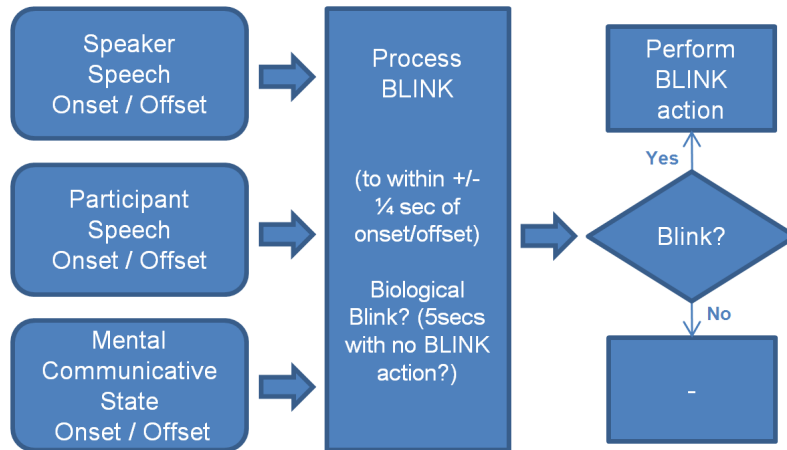 Speaker
Speech
Onset / Offset
Participant
Speech
Onset / Offset
Mental
Communicative
State
Onset / Offset
Process
BLINK
(to within +/-
¼ sec of
onset/offset)
Biological
Blink? (5secs
with no BLINK
action?)
Perform
BLINK
action
Yes
Blink?
No
-